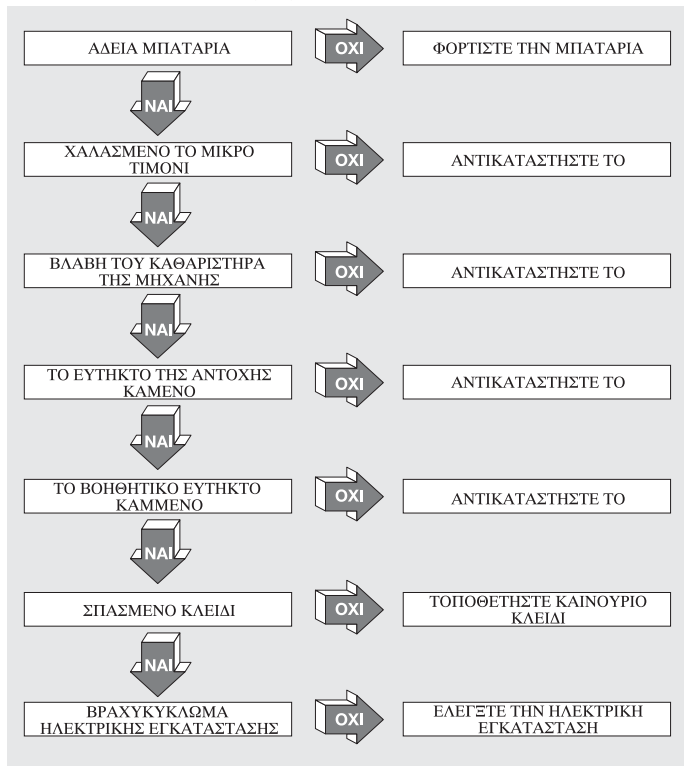 ΑΔΕΙΑ ΜΠΑΤΑΡΙΑ
ΟΧΙ
ΦΟΡΤΙΣΤΕ ΤΗΝ ΜΠΑΤΑΡΙΑ
ΝΑΙ
ΧΑΛΑΣΜΕΝΟ ΤΟ ΜΙΚΡΟ
ΤΙΜΟΝΙ
ΟΧΙ
ΑΝΤΙΚΑΤΑΣΤΗΣΤΕ ΤΟ
ΝΑΙ
ΒΛΑΒΗ ΤΟΥ ΚΑΘΑΡΙΣΤΗΡΑ
ΤΗΣ ΜΗΧΑΝΗΣ
ΟΧΙ
ΑΝΤΙΚΑΤΑΣΤΗΣΤΕ ΤΟ
ΝΑΙ
ΤΟ ΕΥΤΗΚΤΟ ΤΗΣ ΑΝΤΟΧΗΣ
ΚΑΜΕΝΟ
ΟΧΙ
ΑΝΤΙΚΑΤΑΣΤΗΣΤΕ ΤΟ
ΝΑΙ
ΤΟ ΒΟΗΘΗΤΙΚΟ ΕΥΤΗΚΤΟ
ΚΑΜΜΕΝΟ
ΟΧΙ
ΑΝΤΙΚΑΤΑΣΤΗΣΤΕ ΤΟ
ΝΑΙ
ΣΠΑΣΜΕΝΟ ΚΛΕΙΔΙ
ΟΧΙ
ΤΟΠΟΘΕΤΗΣΤΕ ΚΑΙΝΟΥΡΙΟ
ΚΛΕΙΔΙ
ΝΑΙ
ΒΡΑΧΥΚΥΚΛΩΜΑ
ΗΛΕΚΤΡΙΚΗΣ ΕΓΚΑΤΑΣΤΑΣΗΣ
ΟΧΙ
ΕΛΕΓΞΤΕ ΤΗΝ ΗΛΕΚΤΡΙΚΗ
ΕΓΚΑΤΑΣΤΑΣΗ